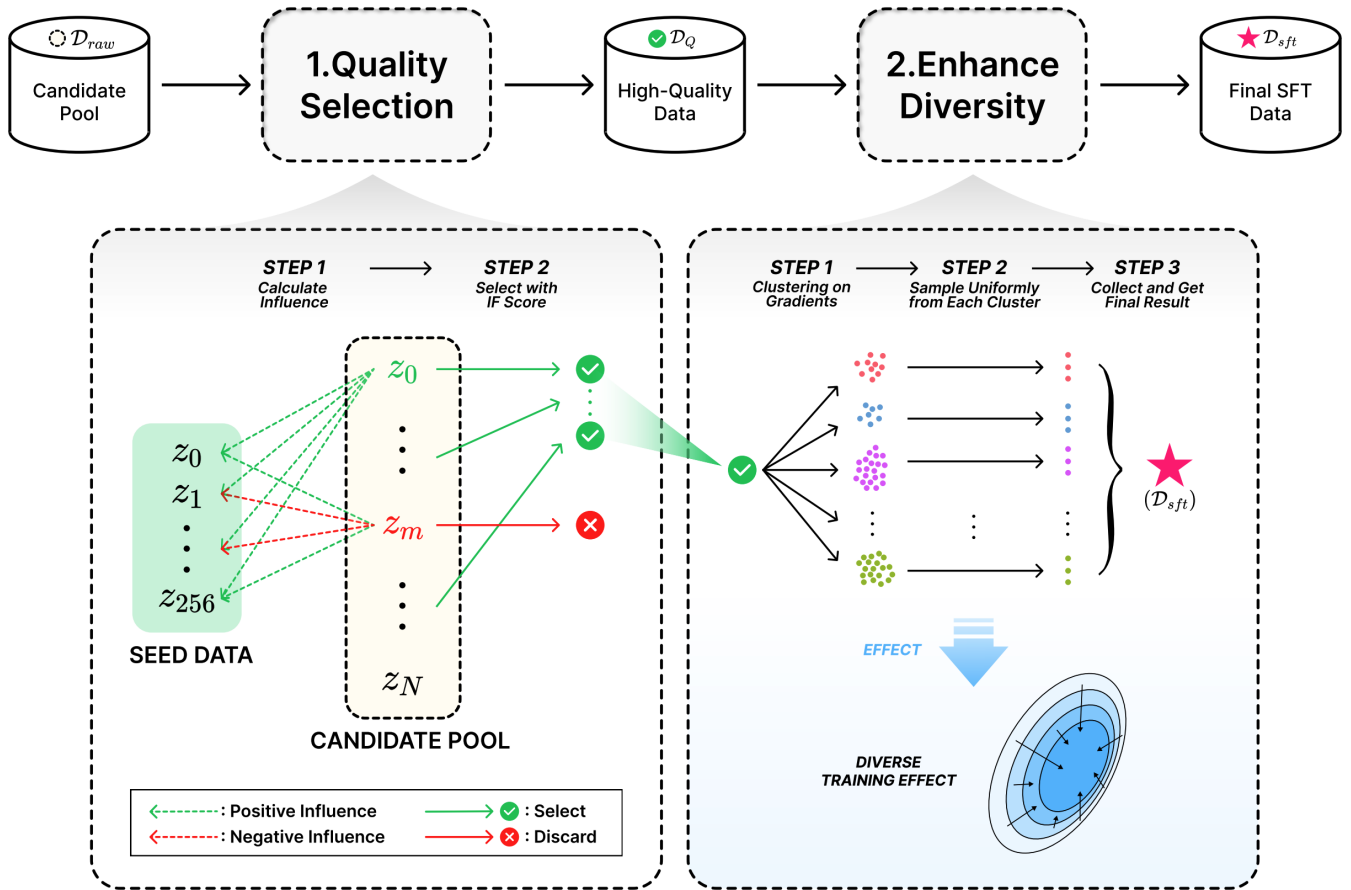 𝒟raw
Candidate
Pool
1.Quality
Selection
𝒟Q
High-Quality
Data
2.Enhance
Diversity
𝒟sft
Final SFT
Data
STEP 1
Calculate
Influence
STEP 2
Select with
IF Score
z0
z1
z256
SEED DATA
z0
zm
zN
CANDIDATE POOL
: Positive Influence
: Select
: Negative Influence
: Discard
STEP 1
Clustering on
Gradients
STEP 2
Sample Uniformly
from Each Cluster
STEP 3
Collect and Get
Final Result
(𝒟sft)
EFFECT
DIVERSE
TRAINING EFFECT